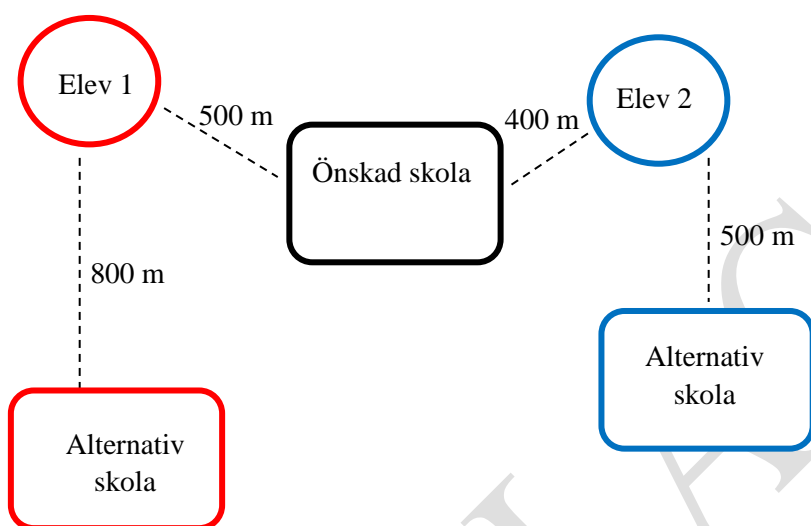 Elev 1
500 m
Önskad skola
400 m
Elev 2
800 m
500 m
Alternativ
skola
Alternativ
skola